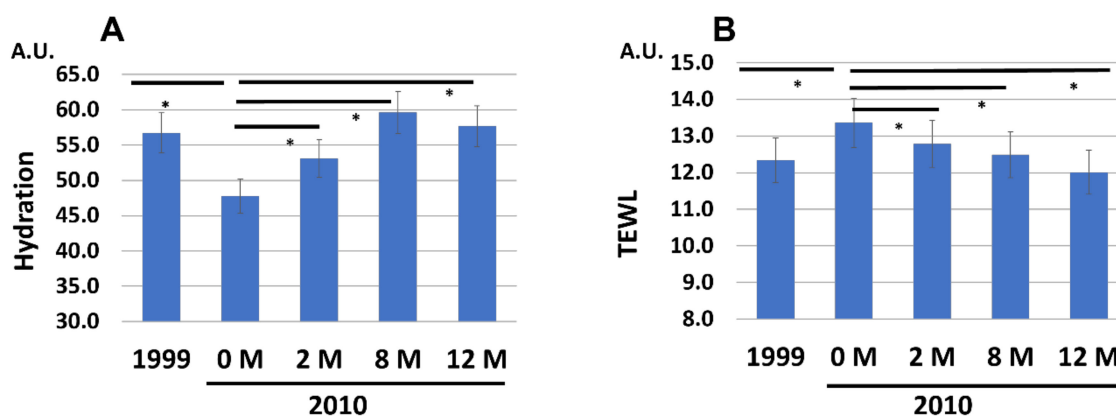 A
A.U.
65.0
60.0
55.0
50.0
45.0
40.0
35.0
30.0
Hydration
* * * *
1999 0 M 2 M 8 M 12 M
2010
B
A.U.
15.0
14.0
13.0
12.0
11.0
10.0
9.0
8.0
TEWL
* * * *
1999 0 M 2 M 8 M 12 M
2010